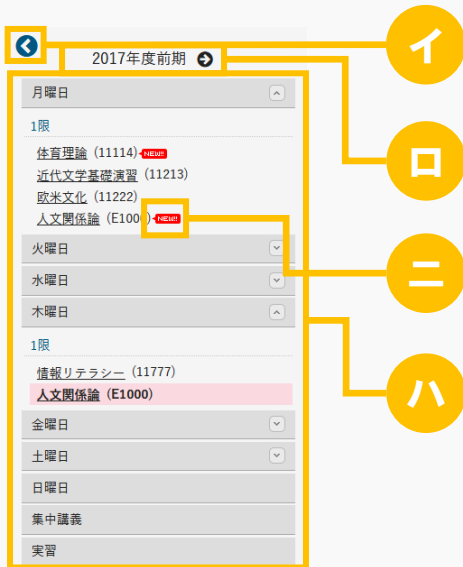 イ
2017年度前期
ロ
月曜日
1限
体育理論 (11114) NEW!!
近代文学基礎演習 (11213)
欧米文化 (11222)
人文関係論 (E1000) NEW!!
火曜日
ニ
水曜日
木曜日
1限
情報リテラシー (11777)
人文関係論 (E1000)
ハ
金曜日
土曜日
日曜日
集中講義
実習